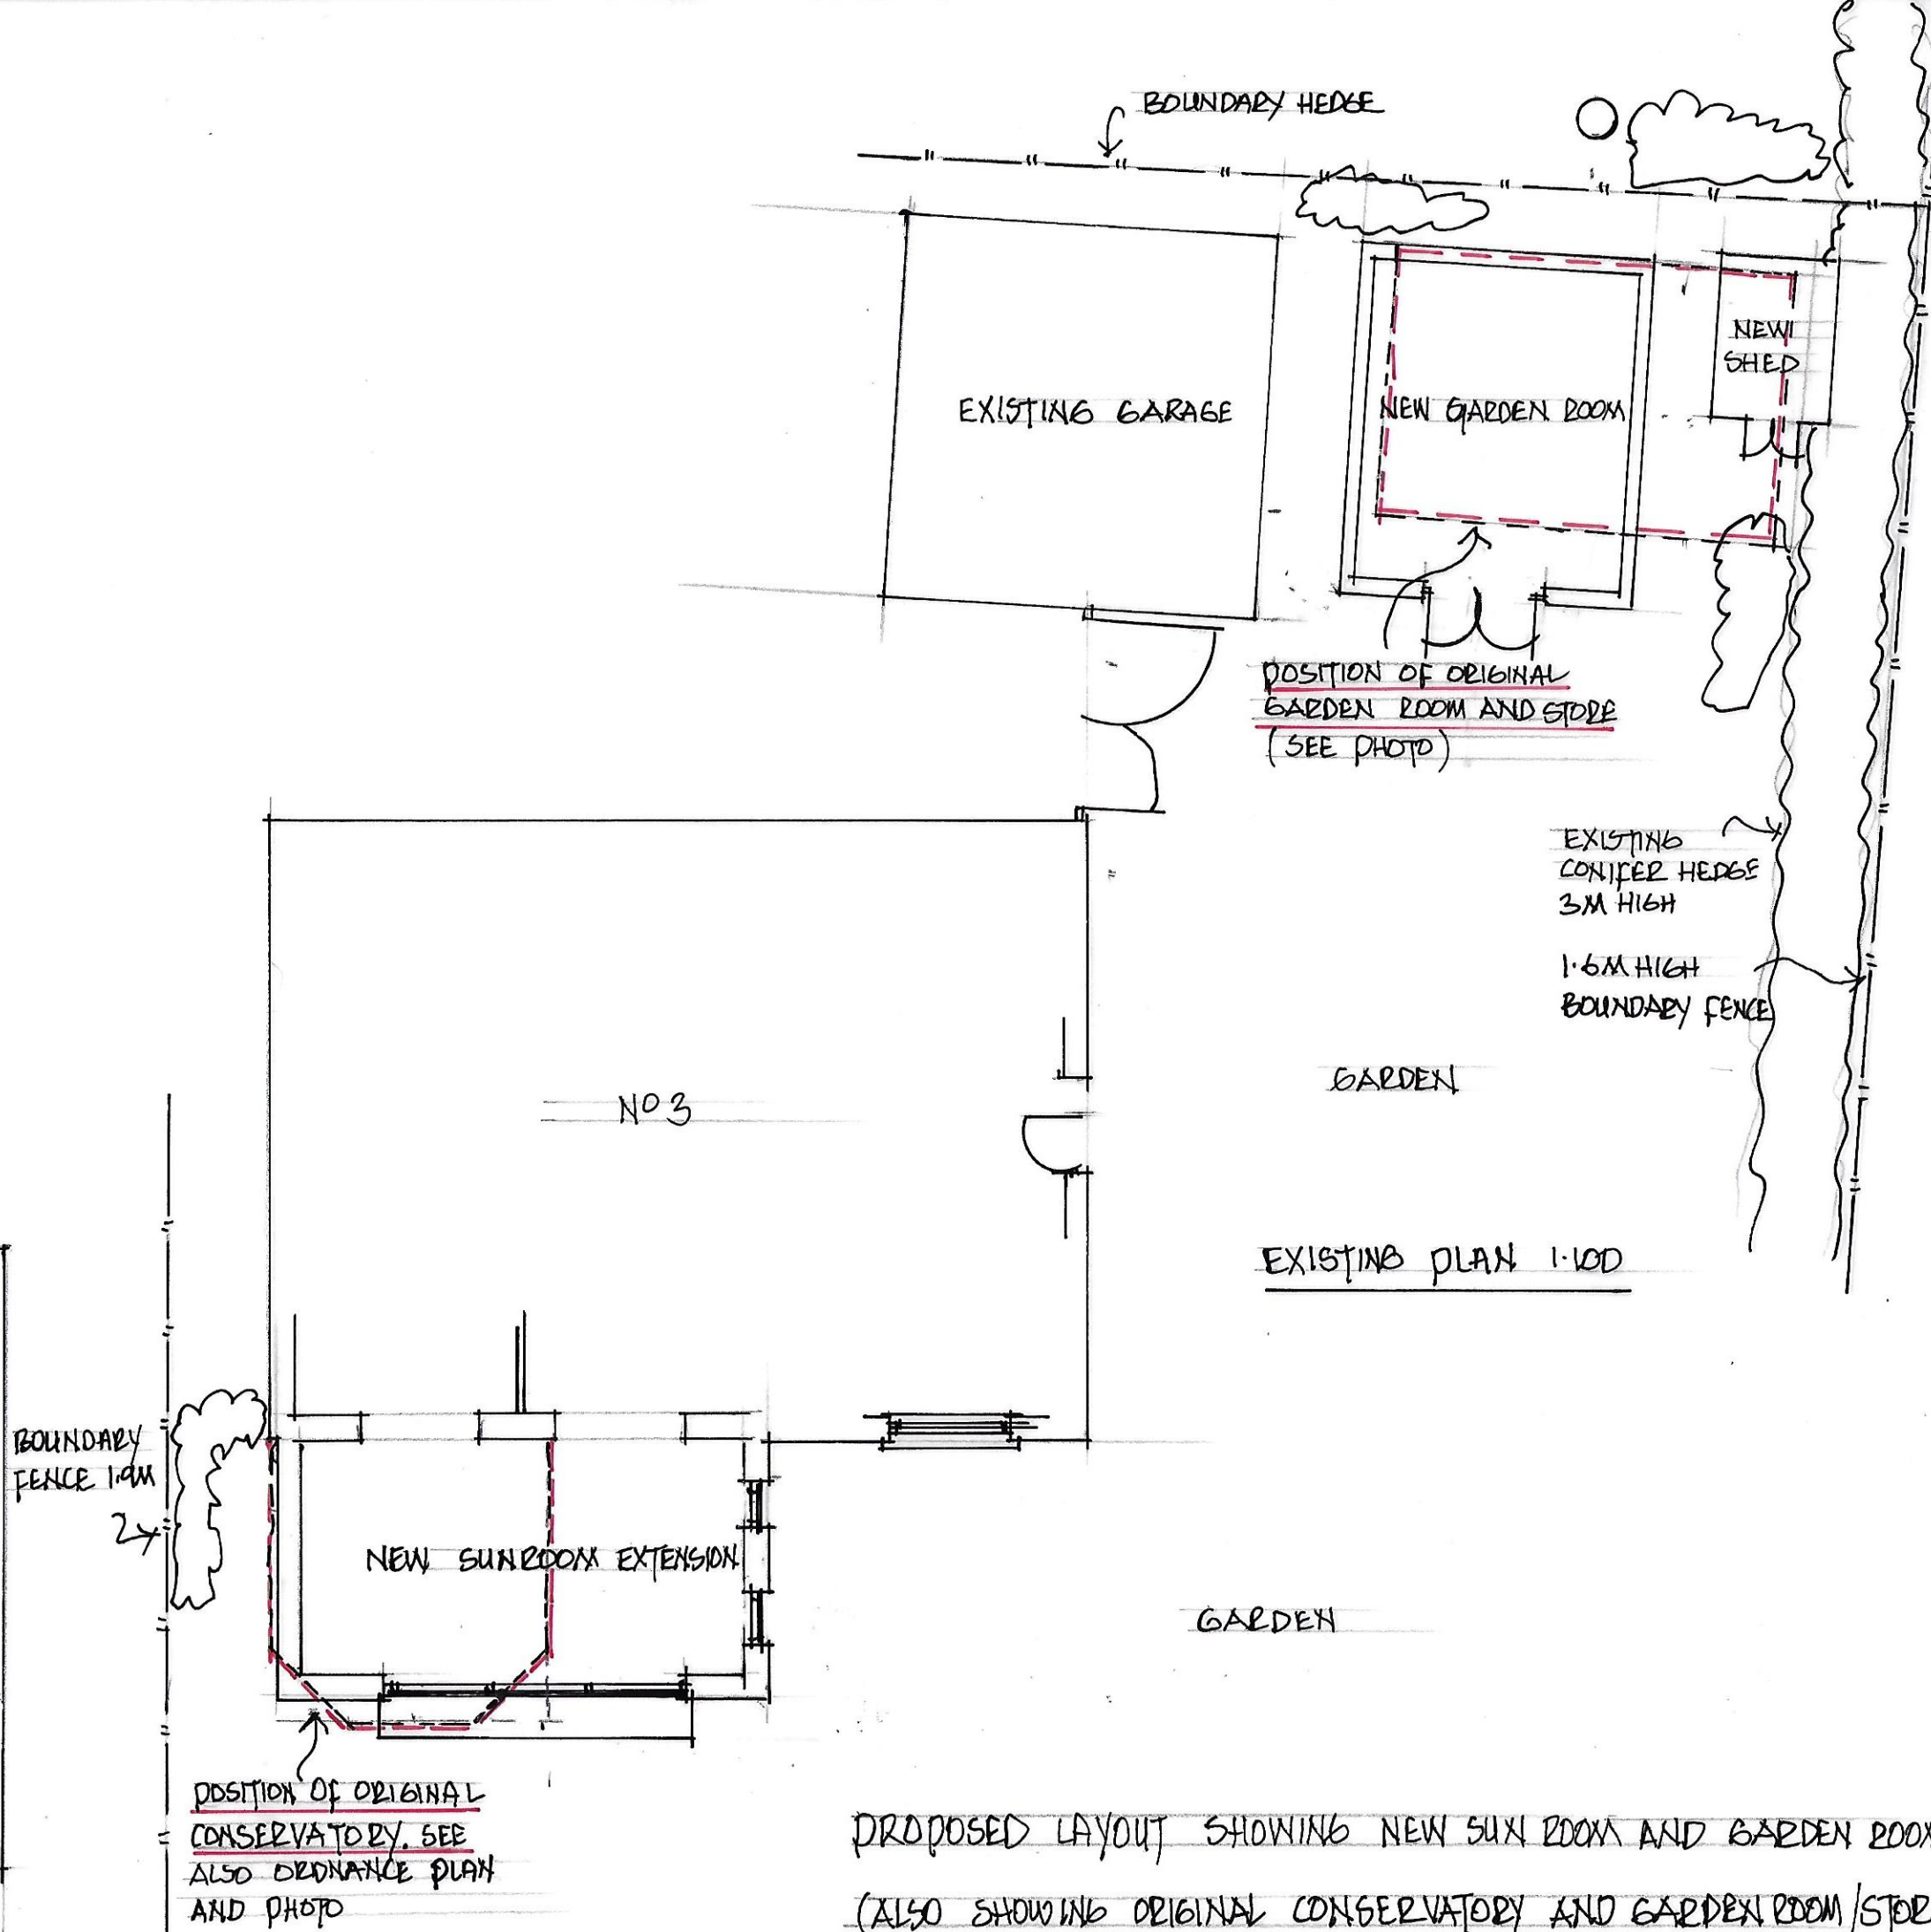 BOUNDARY HEDGE
NEW
SHED
EXISTING GARAGE
NEW GARDEN ROOM
POSITION OF ORIGINAL
GARDEN ROOM AND STORE
(SEE PHOTO)
EXISTING
CONIFER HEDGE
3M HIGH
1.6M HIGH
BOUNDARY FENCE
GARDEN
No 3
EXISTING PLAN 1:100
BOUNDARY
FENCE 1.9M
NEW SUNROOM EXTENSION
GARDEN
POSITION OF ORIGINAL
CONSERVATORY. SEE
ALSO ORDNANCE PLAN
AND PHOTO
PROPOSED LAYOUT SHOWING NEW SUN ROOM AND GARDEN ROOM
(ALSO SHOWING ORIGINAL CONSERVATORY AND GARDEN ROOM/STOR